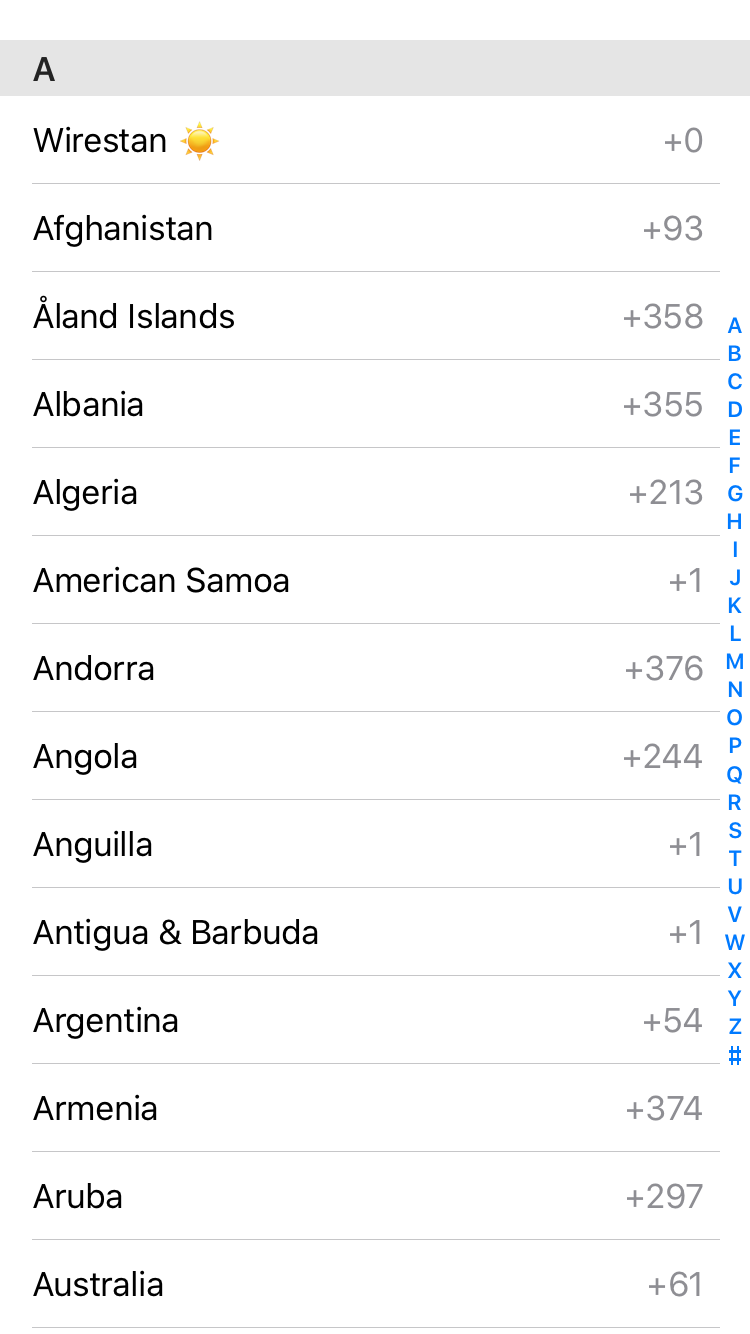 A
Wirestan ☀️ +0
Afghanistan +93
Åland Islands +358
Albania +355
Algeria +213
American Samoa +1
Andorra +376
Angola +244
Anguilla +1
Antigua & Barbuda +1
Argentina +54
Armenia +374
Aruba +297
Australia +61
A
B
C
D
E
F
G
H
I
J
K
L
M
N
O
P
Q
R
S
T
U
V
W
X
Y
Z
#